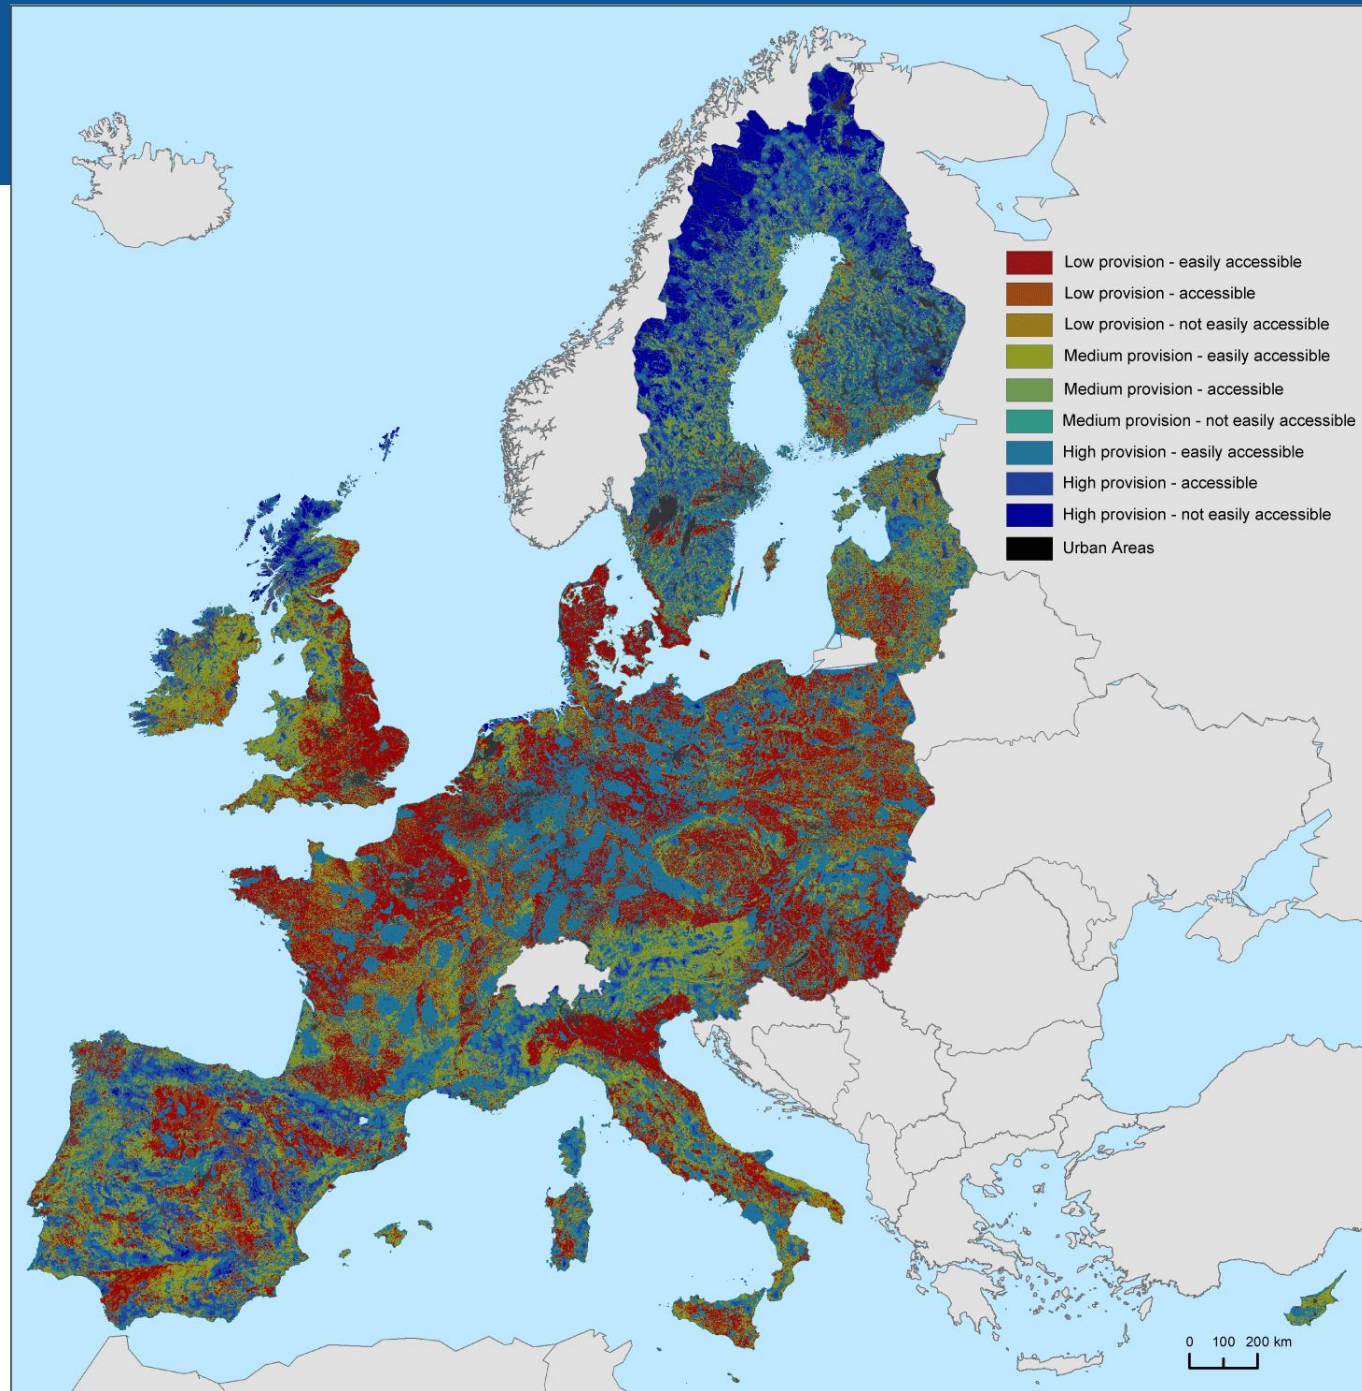 Low provision - easily accessible
Low provision - accessible
Low provision - not easily accessible
Medium provision - easily accessible
Medium provision - accessible
Medium provision - not easily accessible
High provision - easily accessible
High provision - accessible
High provision - not easily accessible
Urban Areas
0 100 200 km